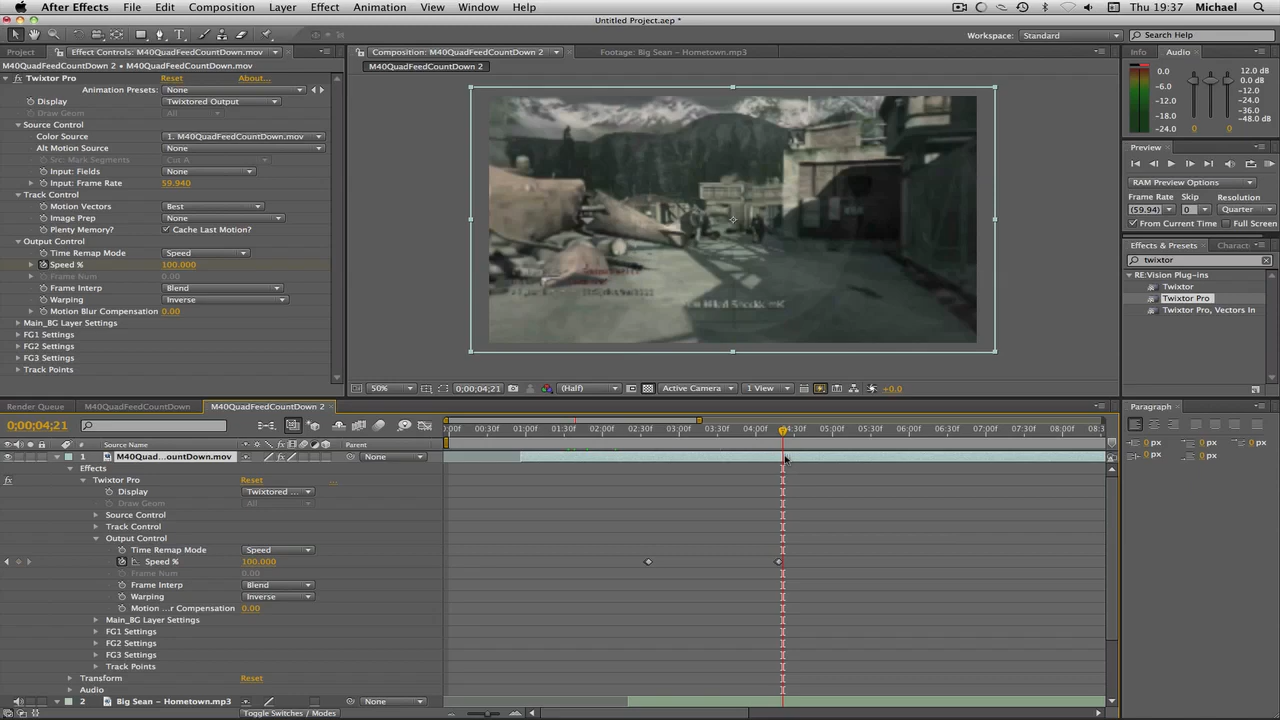 After Effects File Edit Composition Layer Effect Animation View Window Help Thu 19:37 Michael
Untitled Project.aep *
Workspace: Standard Search Help
Project Effect Controls: M40QuadFeedCountDown.mov
M40QuadFeedCountDown 2 • M40QuadFeedCountDown.mov
fx Twixtor Pro Reset About...
Animation Presets: None
Display Twixtored Output
Draw Geom All
Source Control
Color Source 1. M40QuadFeedCountDown.mov
Alt Motion Source None
Src: Mark Segments Cut A
Input: Fields None
Input: Frame Rate 59.940
Track Control
Motion Vectors Best
Image Prep None
Plenty Memory? Cache Last Motion?
Output Control
Time Remap Mode Speed
Speed % 100.000
Frame Num 0.00
Frame Interp Blend
Warping Inverse
Motion Blur Compensation 0.00
Main_BG Layer Settings
FG1 Settings
FG2 Settings
FG3 Settings
Track Points
Composition: M40QuadFeedCountDown 2 Footage: Big Sean - Hometown.mp3
M40QuadFeedCountDown 2
50% 0;00;04;21 (Half) Active Camera 1 View +0.0
Info Audio
0.0 12.0 dB
-6.0 0.0 dB
-12.0 -12.0 dB
-18.0 -36.0 dB
-24.0 -48.0 dB
0 0
Preview
RAM Preview Options
Frame Rate Skip Resolution
(59.94) 0 Quarter
From Current Time Full Screen
Effects & Presets Charact
twixtor
RE:Vision Plug-ins
Twixtor
Twixtor Pro
Twixtor Pro, Vectors In
Paragraph
0 px 0 px 0 px
0 px 0 px
Render Queue M40QuadFeedCountDown M40QuadFeedCountDown 2
0;00;04;21
:00f 00:30f 01:00f 01:30f 02:00f 02:30f 03:00f 03:30f 04:00f 04:30f 05:00f 05:30f 06:00f 06:30f 07:00f 07:30f 08:00f 08:3
# Source Name Parent
1 M40Quad...ountDown.mov None
Effects
fx Twixtor Pro Reset ...
Display Twixtored ...
Draw Geom All
Source Control
Track Control
Output Control
Time Remap Mode Speed
Speed % 100.000
Frame Num 0.00
Frame Interp Blend
Warping Inverse
Motion ...r Compensation 0.00
Main_BG Layer Settings
FG1 Settings
FG2 Settings
FG3 Settings
Track Points
Transform Reset
Audio
2 Big Sean - Hometown.mp3 None
Toggle Switches / Modes